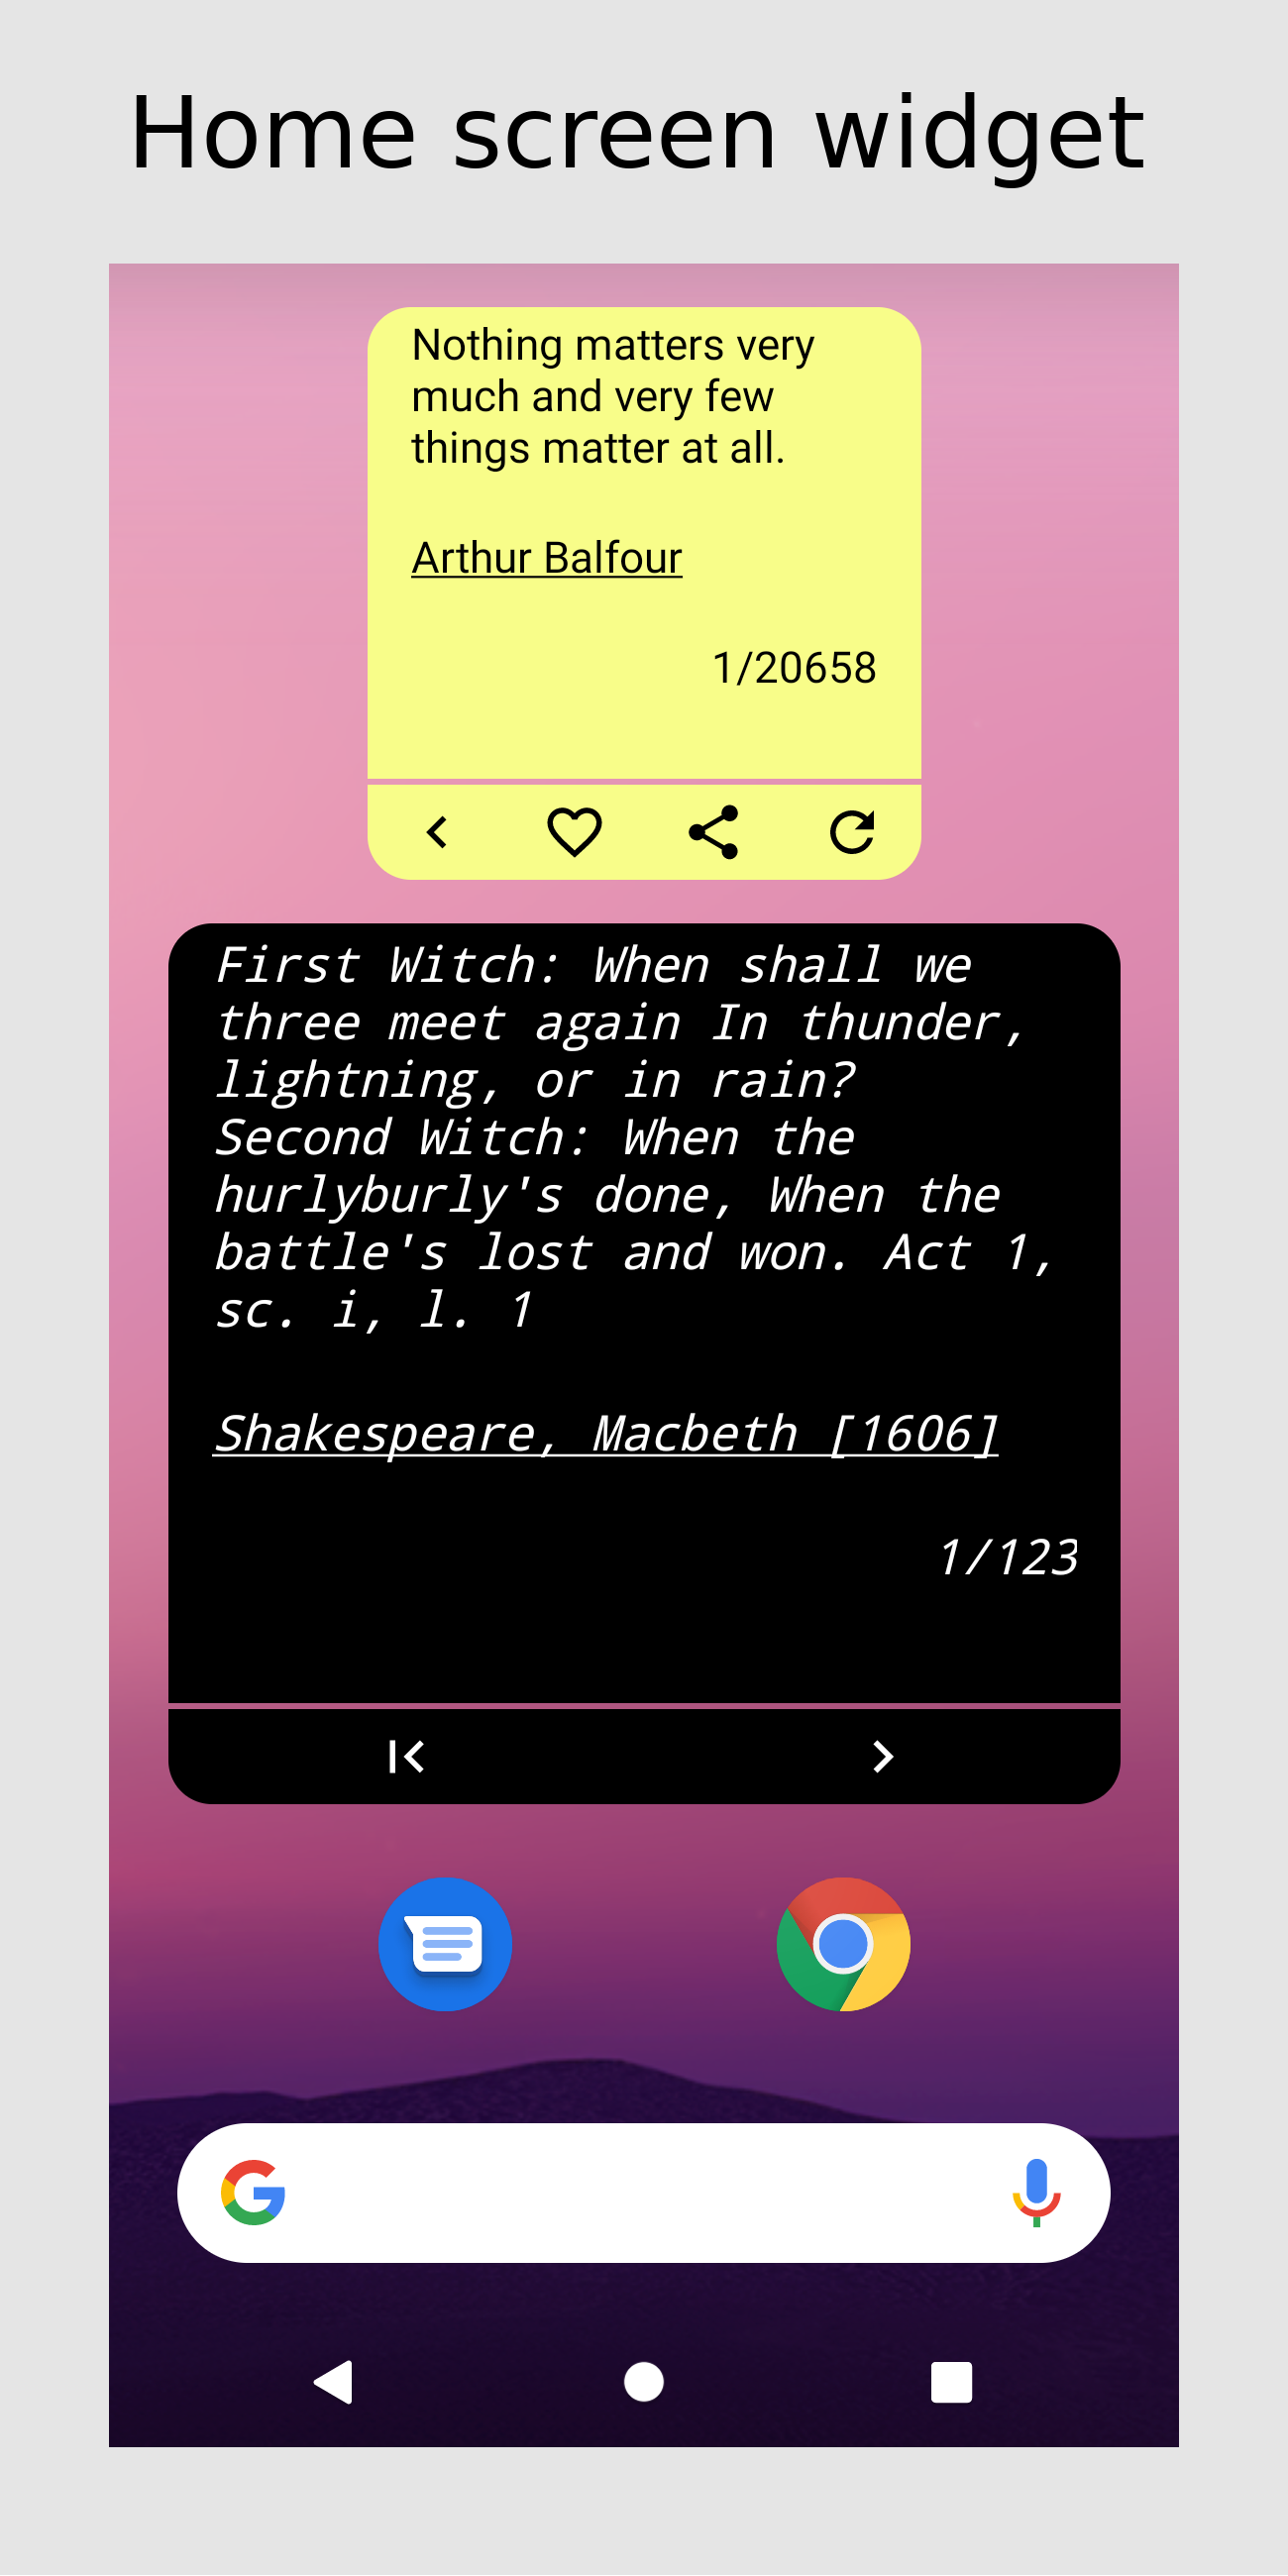 Home screen widget
Nothing matters very
much and very few
things matter at all.
Arthur Balfour
1/20658
First Witch: When shall we
three meet again In thunder,
lightning, or in rain?
Second Witch: When the
hurlyburly's done, When the
battle's lost and won. Act 1,
sc. i, l. 1
Shakespeare, Macbeth [1606]
1/123